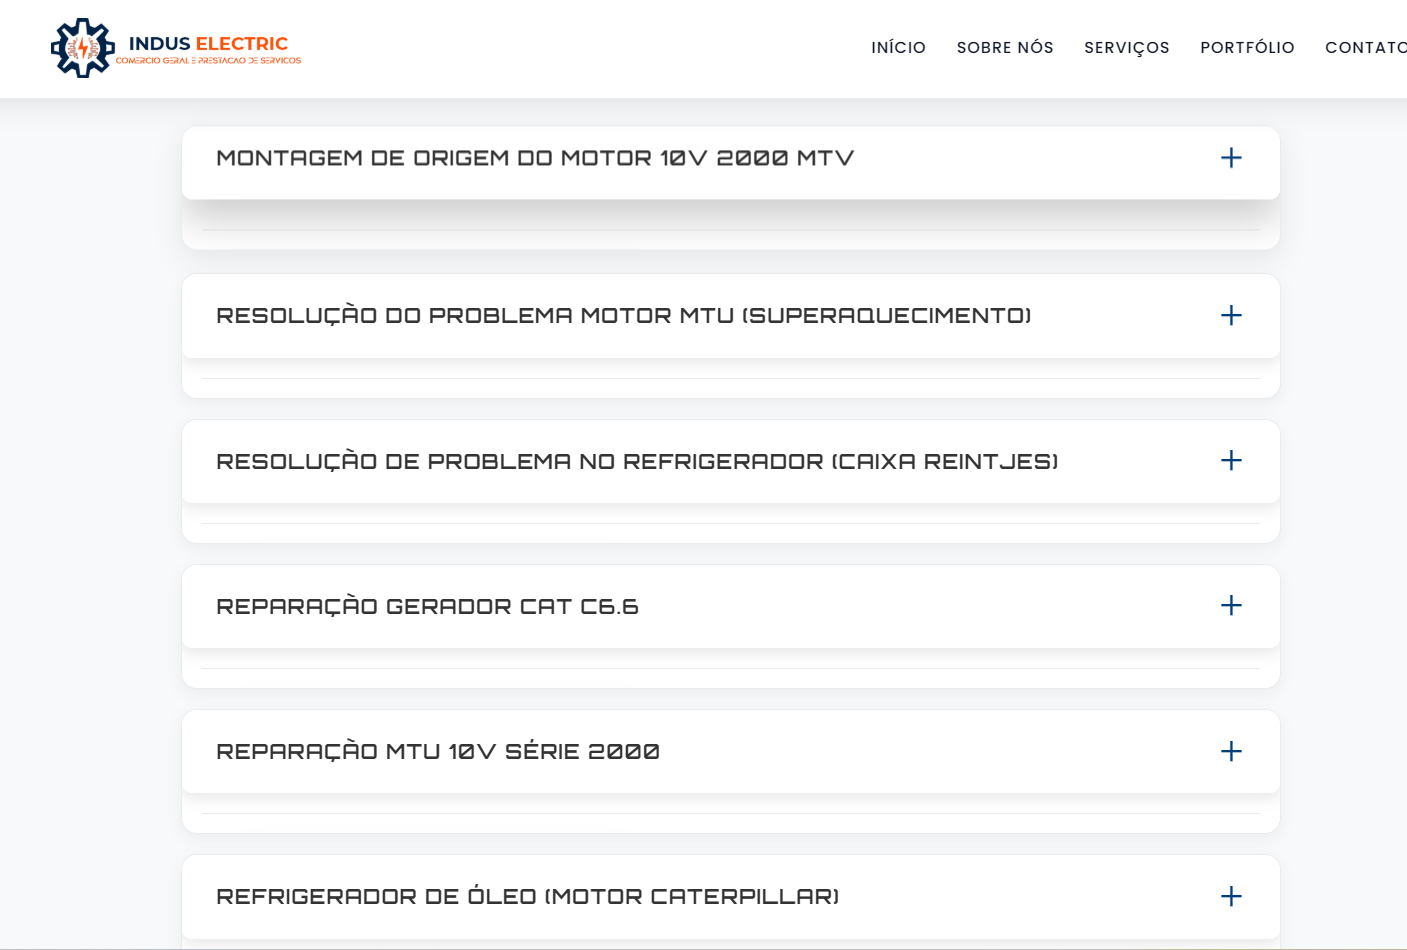 INDUS ELECTRIC
COMERCIO GERAL E PRESTACAO DE SERVICOS
INÍCIO SOBRE NÓS SERVIÇOS PORTFÓLIO CONTATO
MONTAGEM DE ORIGEM DO MOTOR 10V 2000 MTV
RESOLUÇÃO DO PROBLEMA MOTOR MTU (SUPERAQUECIMENTO)
RESOLUÇÃO DE PROBLEMA NO REFRIGERADOR (CAIXA REINTJES)
REPARAÇÃO GERADOR CAT C6.6
REPARAÇÃO MTU 10V SÉRIE 2000
REFRIGERADOR DE ÓLEO (MOTOR CATERPILLAR)